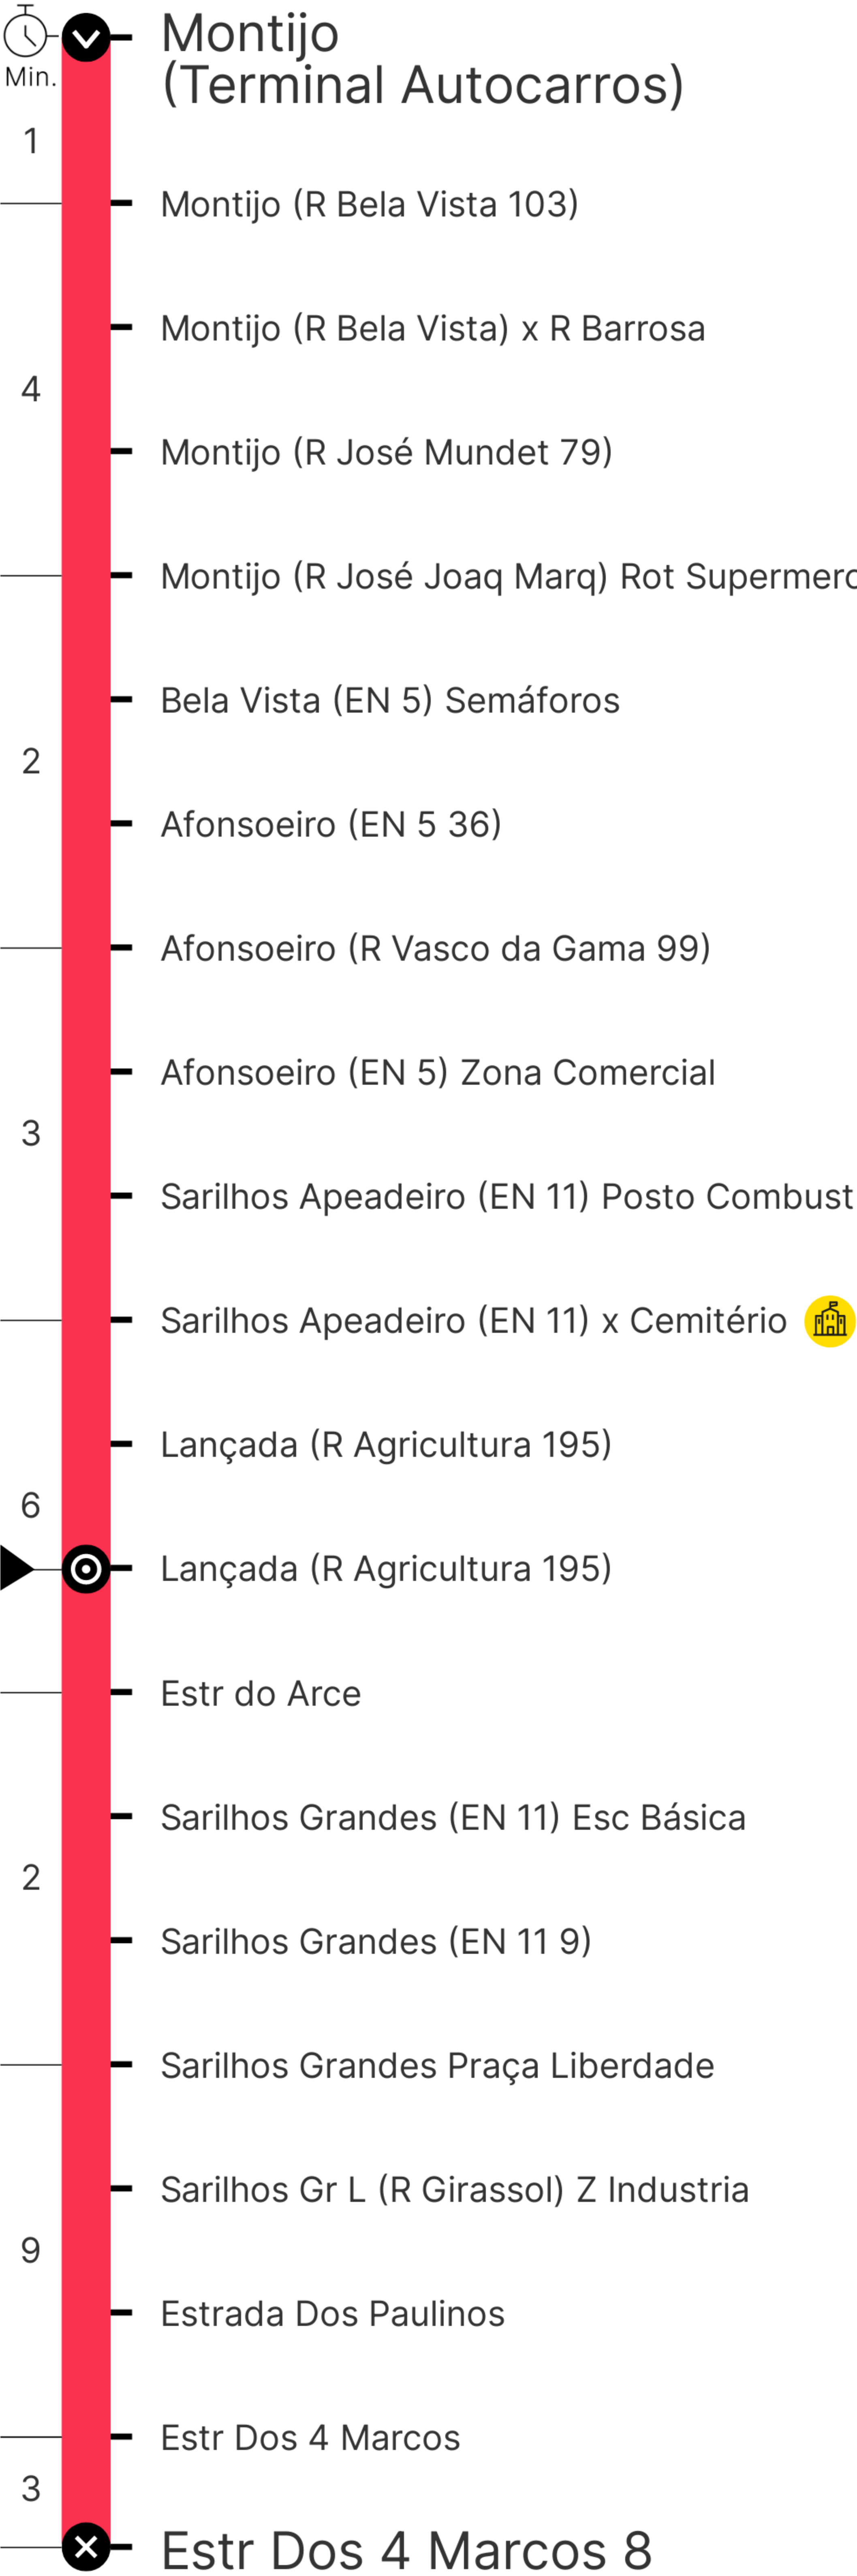 Montijo
(Terminal Autocarros)
Min.
1
Montijo (R Bela Vista 103)
Montijo (R Bela Vista) x R Barrosa
4
Montijo (R José Mundet 79)
Montijo (R José Joaq Marq) Rot Supermerc
Bela Vista (EN 5) Semáforos
2
Afonsoeiro (EN 5 36)
Afonsoeiro (R Vasco da Gama 99)
Afonsoeiro (EN 5) Zona Comercial
3
Sarilhos Apeadeiro (EN 11) Posto Combust
Sarilhos Apeadeiro (EN 11) x Cemitério
Lançada (R Agricultura 195)
6
Lançada (R Agricultura 195)
Estr do Arce
Sarilhos Grandes (EN 11) Esc Básica
2
Sarilhos Grandes (EN 11 9)
Sarilhos Grandes Praça Liberdade
Sarilhos Gr L (R Girassol) Z Industria
9
Estrada Dos Paulinos
Estr Dos 4 Marcos
3
Estr Dos 4 Marcos 8